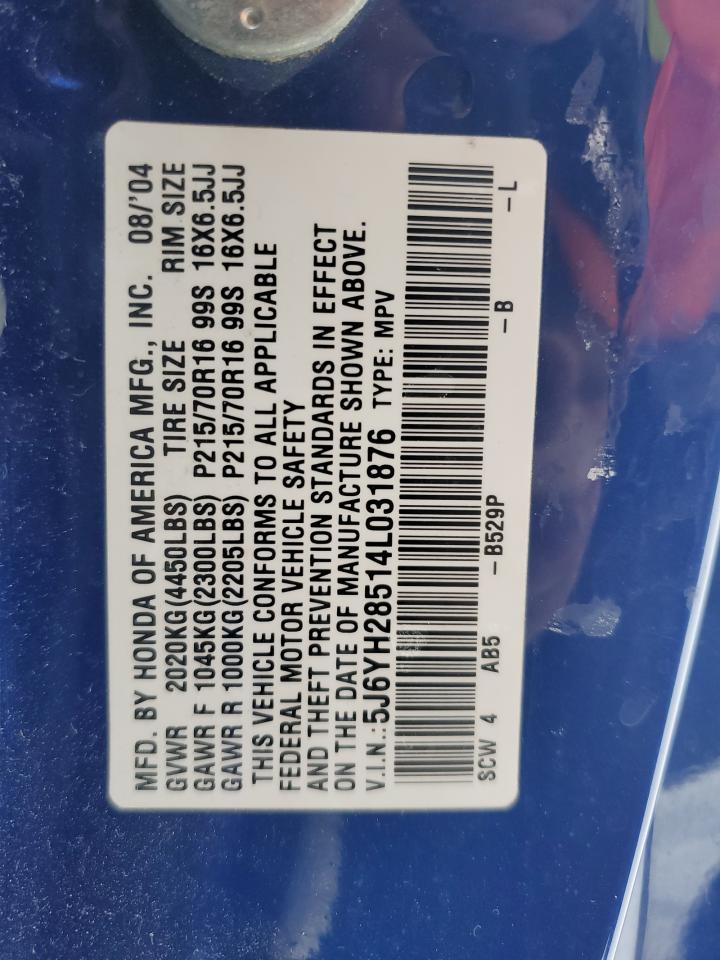 MFD. BY HONDA OF AMERICA MFG., INC. 08/'04
GVWR 2020KG(4450LBS) TIRE SIZE RIM SIZE
GAWR F 1045KG(2300LBS) P215/70R16 99S 16X6.5JJ
GAWR R 1000KG(2205LBS) P215/70R16 99S 16X6.5JJ
THIS VEHICLE CONFORMS TO ALL APPLICABLE
FEDERAL MOTOR VEHICLE SAFETY
AND THEFT PREVENTION STANDARDS IN EFFECT
ON THE DATE OF MANUFACTURE SHOWN ABOVE.
V.I.N.:5J6YH28514L031876 TYPE: MPV
SCW 4 AB5 –B529P –B –L